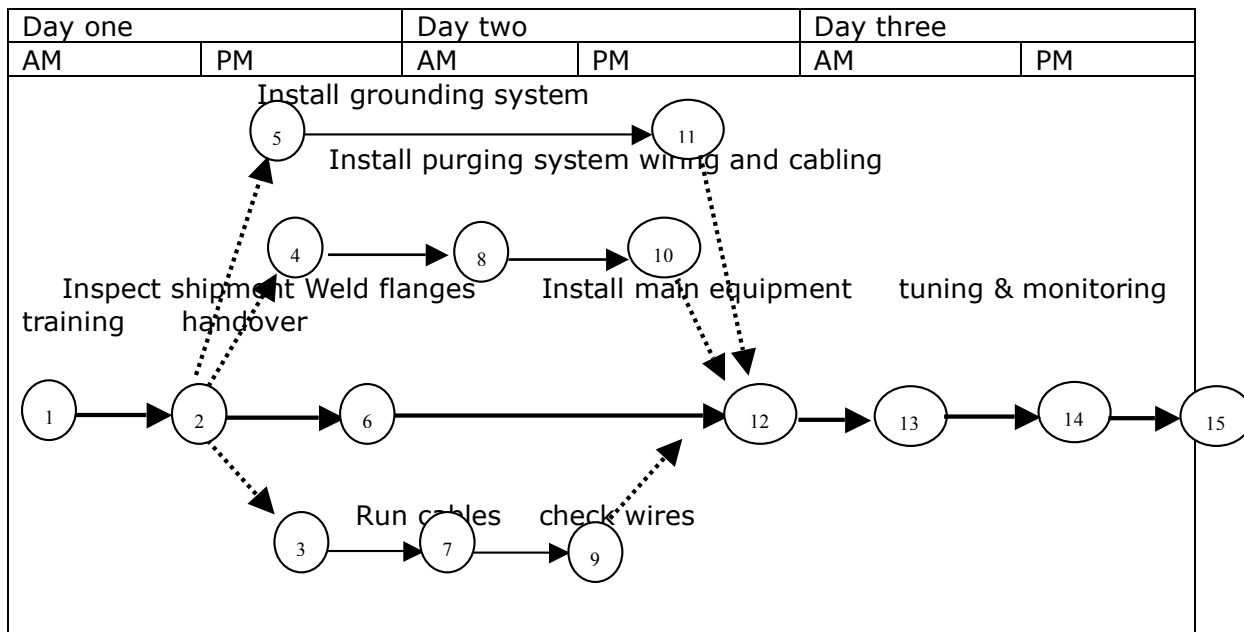 Day one Day two Day three
AM PM AM PM AM PM
Install grounding system
5 11
Install purging system wiring and cabling
4 8 10
Inspect shipment Weld flanges Install main equipment tuning & monitoring
training handover
1 2 6 12 13 14 15
Run cables check wires
3 7 9